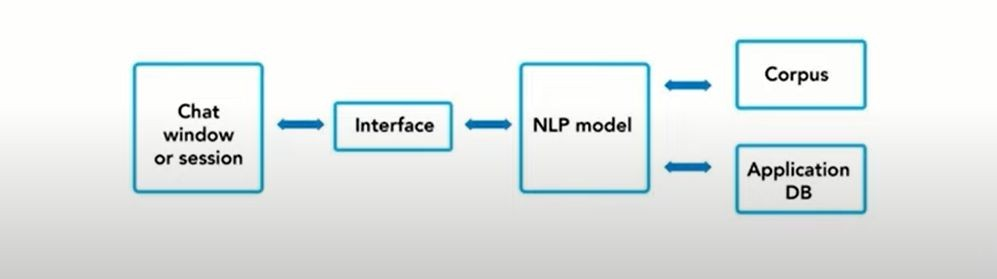 Chat
window
or session
Interface
NLP model
Corpus
Application
DB